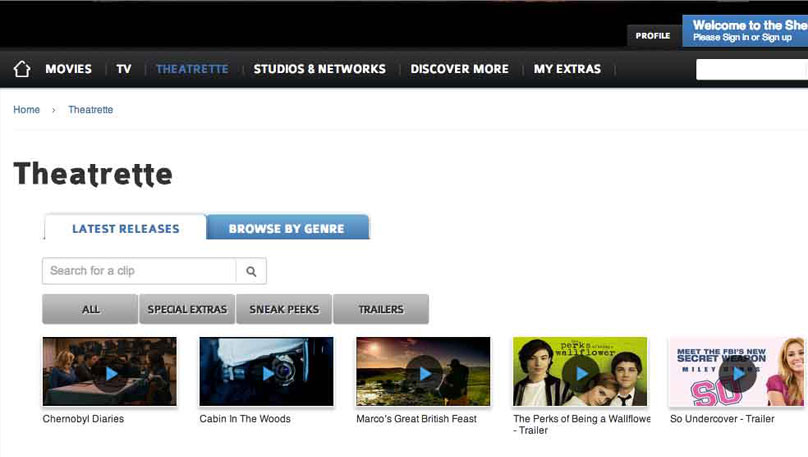 PROFILE
Welcome to the She
Please Sign in or Sign up
MOVIES
TV
THEATRETTE
STUDIOS & NETWORKS
DISCOVER MORE
MY EXTRAS
Home › Theatrette
Theatrette
LATEST RELEASES
BROWSE BY GENRE
Search for a clip
ALL
SPECIAL EXTRAS
SNEAK PEEKS
TRAILERS
the perks of being a wallflower
MEET THE FBI'S NEW
SECRET WEAPON
MILEY CYRUS
SO
Chernobyl Diaries
Cabin In The Woods
Marco's Great British Feast
The Perks of Being a Wallflowe
- Trailer
So Undercover - Trailer